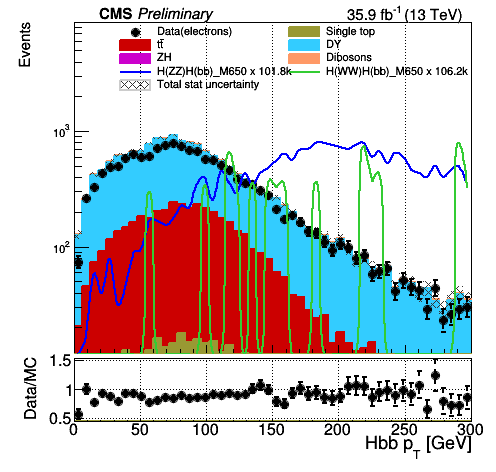 CMS Preliminary 35.9 fb⁻¹ (13 TeV)
Data(electrons) Single top
tt̄ DY
ZH Dibosons
H(ZZ)H(bb)_M650 x 101.8k H(WW)H(bb)_M650 x 106.2k
Total stat uncertainty
Events
10³
10²
Data/MC
1.5
1
0.5
0 50 100 150 200 250 300
Hbb p_T [GeV]